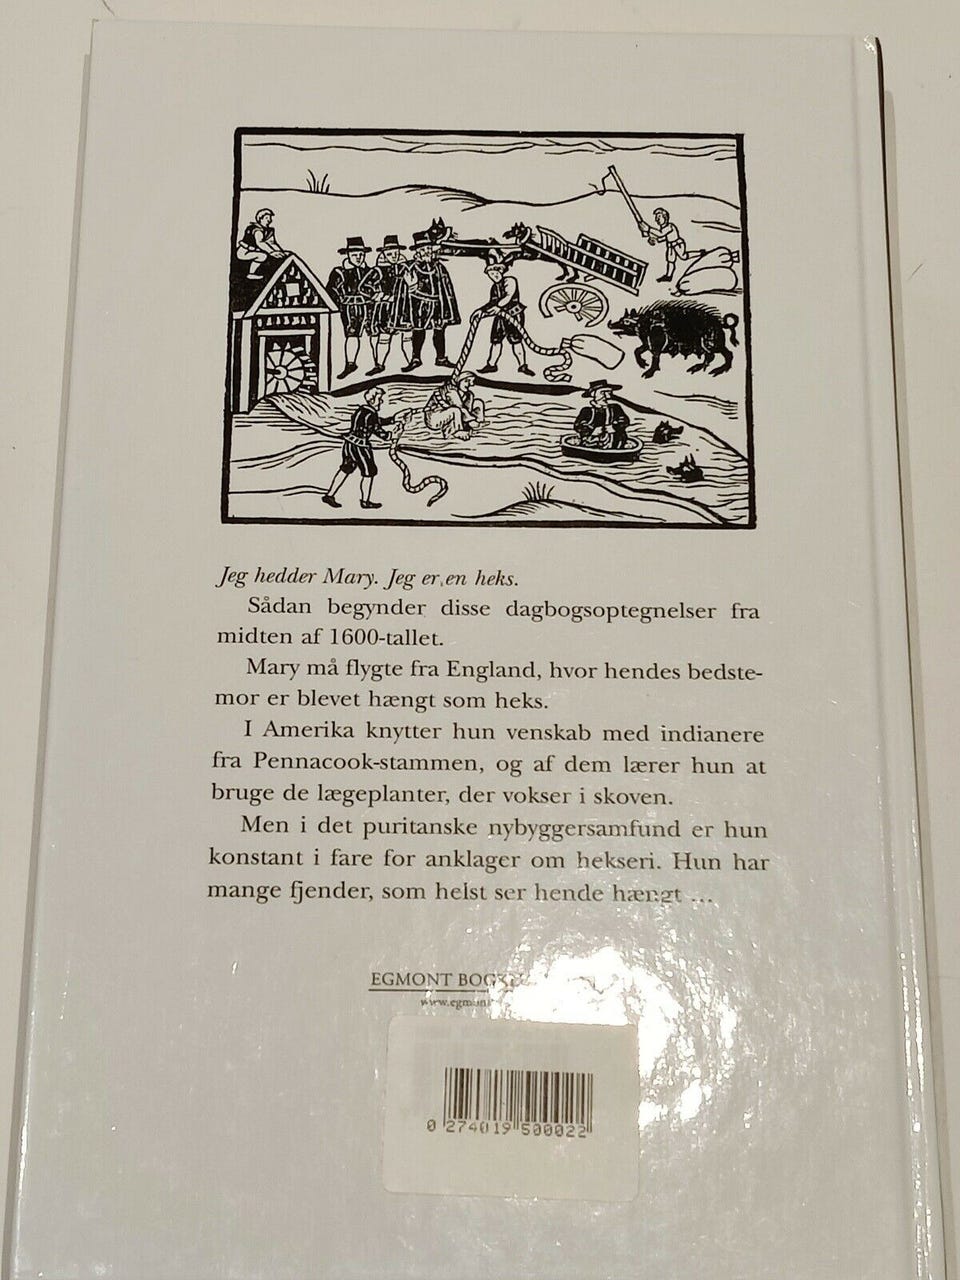 Jeg hedder Mary. Jeg er en heks.
Sådan begynder disse dagbogsoptegnelser fra
midten af 1600-tallet.
Mary må flygte fra England, hvor hendes bedste-
mor er blevet hængt som heks.
I Amerika knytter hun venskab med indianere
fra Pennacook-stammen, og af dem lærer hun at
bruge de lægeplanter, der vokser i skoven.
Men i det puritanske nybyggersamfund er hun
konstant i fare for anklager om hekseri. Hun har
mange fjender, som helst ser hende hængt ...
EGMONT
0 274019 500022